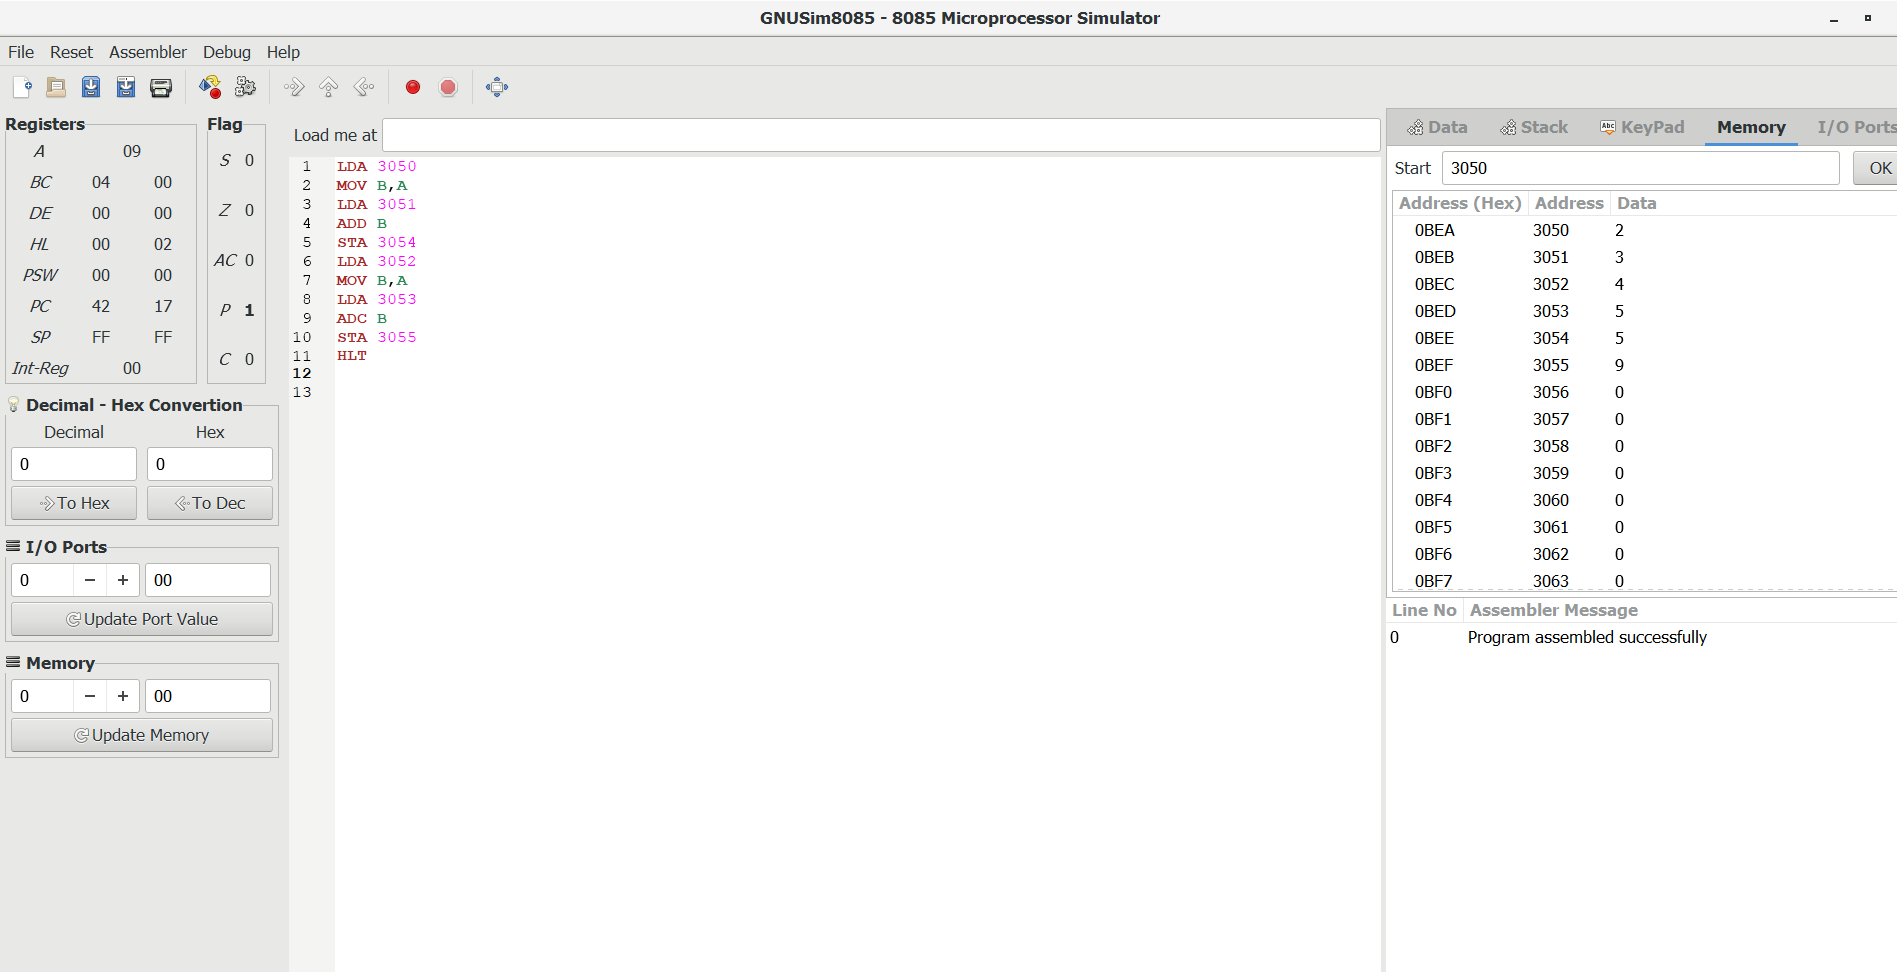 GNUSim8085 - 8085 Microprocessor Simulator
File Reset Assembler Debug Help
Registers
A 09
BC 04 00
DE 00 00
HL 00 02
PSW 00 00
PC 42 17
SP FF FF
Int-Reg 00
Flag
S 0
Z 0
AC 0
P 1
C 0
Decimal - Hex Convertion
Decimal Hex
0 0
To Hex To Dec
I/O Ports
0 − + 00
Update Port Value
Memory
0 − + 00
Update Memory
Load me at
1 LDA 3050
2 MOV B,A
3 LDA 3051
4 ADD B
5 STA 3054
6 LDA 3052
7 MOV B,A
8 LDA 3053
9 ADC B
10 STA 3055
11 HLT
12
13
Data Stack Abc KeyPad Memory I/O Ports
Start 3050 OK
Address (Hex) Address Data
0BEA 3050 2
0BEB 3051 3
0BEC 3052 4
0BED 3053 5
0BEE 3054 5
0BEF 3055 9
0BF0 3056 0
0BF1 3057 0
0BF2 3058 0
0BF3 3059 0
0BF4 3060 0
0BF5 3061 0
0BF6 3062 0
0BF7 3063 0
Line No Assembler Message
0 Program assembled successfully